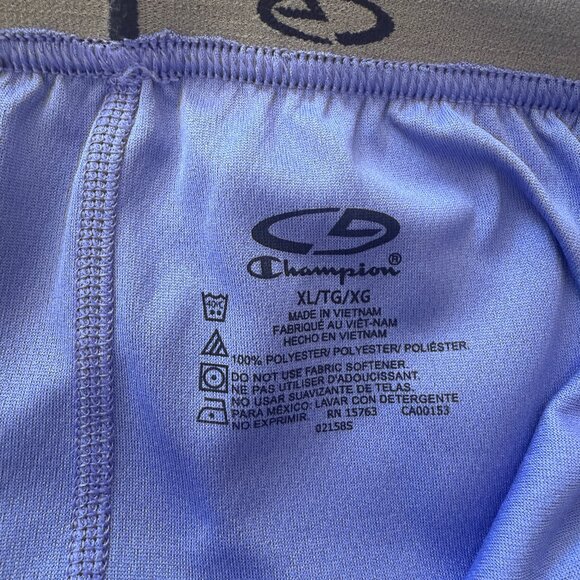 Champion®
XL/TG/XG
MADE IN VIETNAM
FABRIQUÉ AU VIÊT-NAM
HECHO EN VIETNAM
100% POLYESTER/ POLYESTER/ POLIÉSTER.
DO NOT USE FABRIC SOFTENER
NE PAS UTILISER D'ADOUCISSANT.
NO USAR SUAVIZANTE DE TELAS.
PARA MÉXICO: LAVAR CON DETERGENTE
NO EXPRIMIR. RN 15763 CA00153
02158S